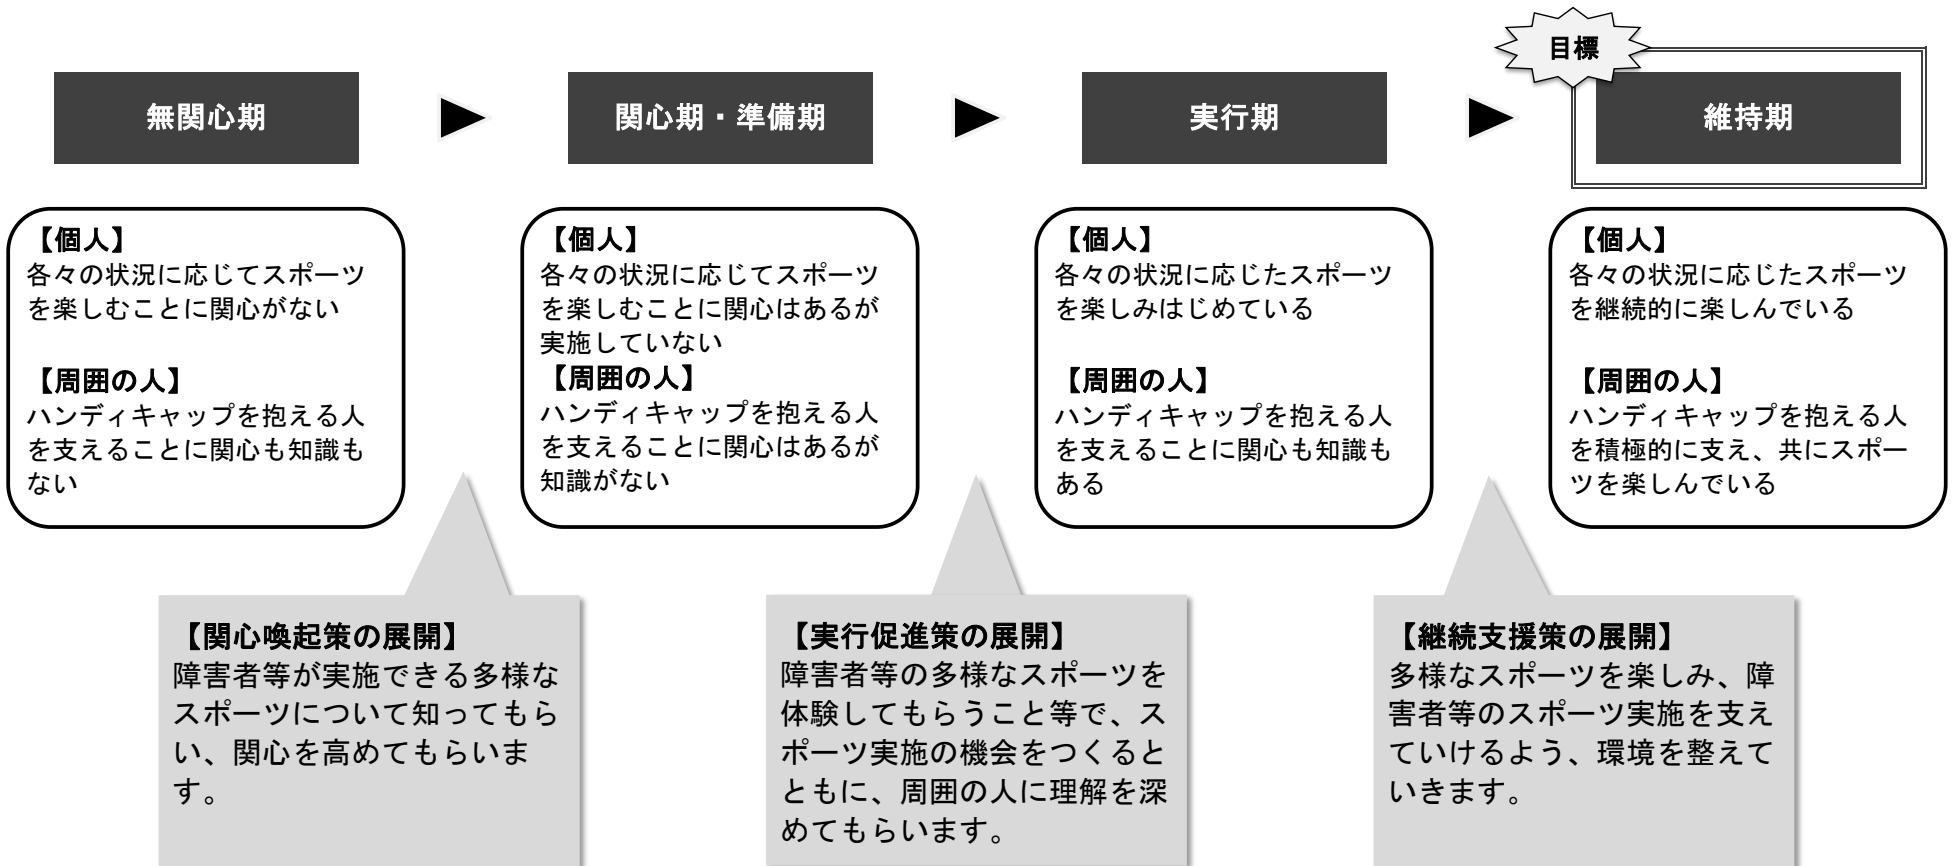 目標
無関心期
関心期・準備期
実行期
維持期
【個人】
各々の状況に応じてスポーツ
を楽しむことに関心がない
【周囲の人】
ハンディキャップを抱える人
を支えることに関心も知識も
ない
【個人】
各々の状況に応じてスポーツ
を楽しむことに関心はあるが
実施していない
【周囲の人】
ハンディキャップを抱える人
を支えることに関心はあるが
知識がない
【個人】
各々の状況に応じたスポーツ
を楽しみはじめている
【周囲の人】
ハンディキャップを抱える人
を支えることに関心も知識も
ある
【個人】
各々の状況に応じたスポーツ
を継続的に楽しんでいる
【周囲の人】
ハンディキャップを抱える人
を積極的に支え、共にスポー
ツを楽しんでいる
【関心喚起策の展開】
障害者等が実施できる多様な
スポーツについて知ってもら
い、関心を高めてもらいま
す。
【実行促進策の展開】
障害者等の多様なスポーツを
体験してもらうこと等で、ス
ポーツ実施の機会をつくると
ともに、周囲の人に理解を深
めてもらいます。
【継続支援策の展開】
多様なスポーツを楽しみ、障
害者等のスポーツ実施を支え
ていけるよう、環境を整えて
いきます。